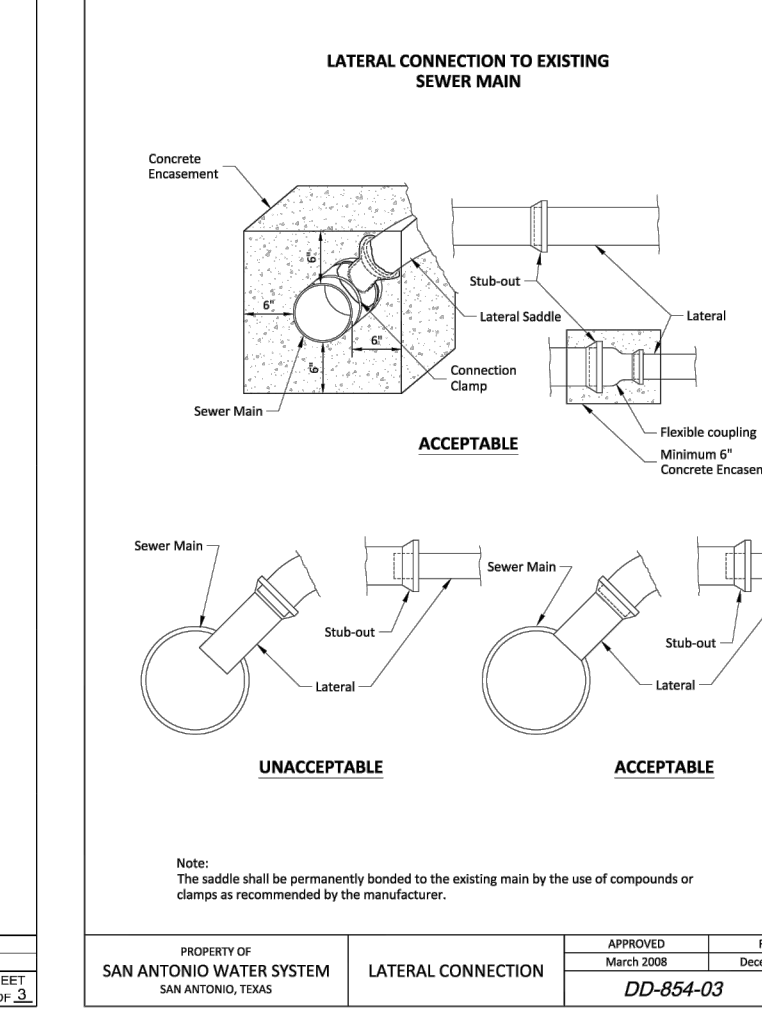 LATERAL CONNECTION TO EXISTING
SEWER MAIN
Concrete
Encasement
6"
6"
6"
6"
Stub-out
Lateral Saddle
Lateral
Connection
Clamp
Sewer Main
Flexible coupling
Minimum 6"
Concrete
ACCEPTABLE
Sewer Main
Stub-out
Lateral
UNACCEPTABLE
Sewer Main
Stub-out
Lateral
ACCEPTABLE
Note:
The saddle shall be permanently bonded to the existing main by the use of compounds or
clamps as recommended by the manufacturer.
PROPERTY OF
SAN ANTONIO WATER SYSTEM
SAN ANTONIO, TEXAS
LATERAL CONNECTION
APPROVED
March 2008
DD-854-03
3